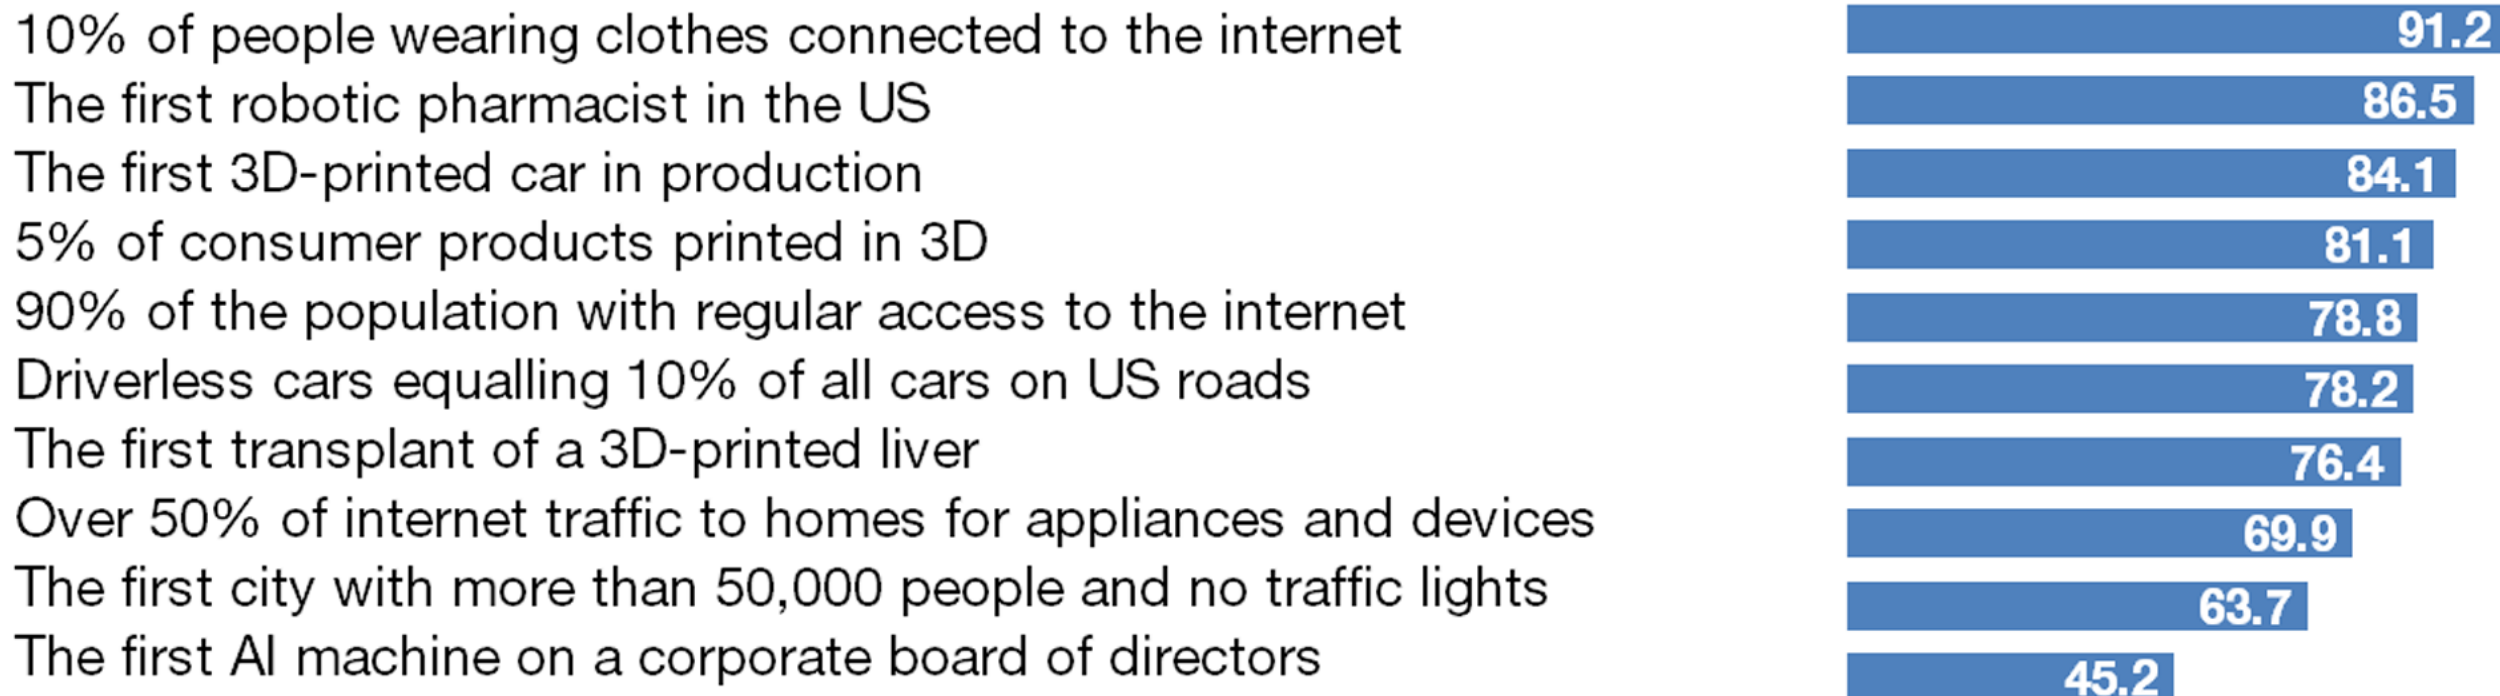 10% of people wearing clothes connected to the internet 91.2
The first robotic pharmacist in the US 86.5
The first 3D-printed car in production 84.1
5% of consumer products printed in 3D 81.1
90% of the population with regular access to the internet 78.8
Driverless cars equalling 10% of all cars on US roads 78.2
The first transplant of a 3D-printed liver 76.4
Over 50% of internet traffic to homes for appliances and devices 69.9
The first city with more than 50,000 people and no traffic lights 63.7
The first AI machine on a corporate board of directors 45.2